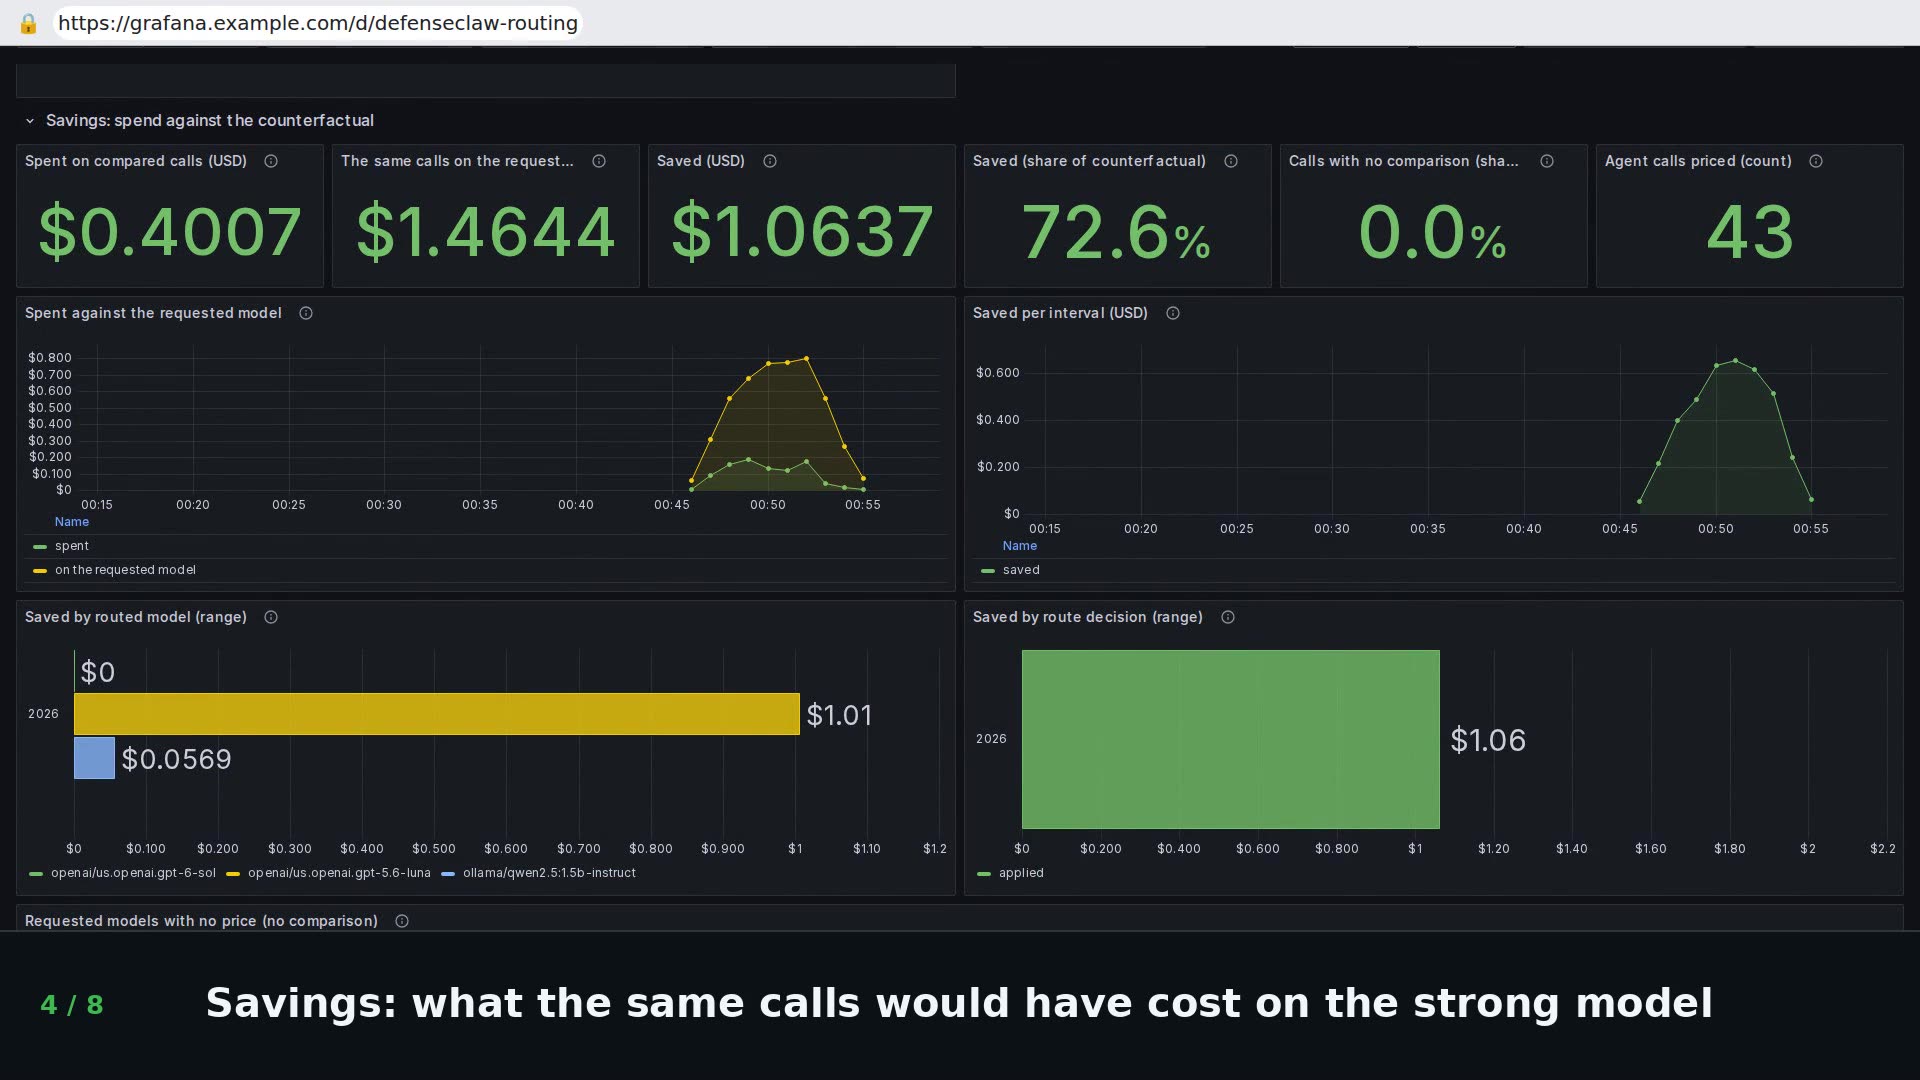 https://grafana.example.com/d/defenseclaw-routing
Savings: spend against the counterfactual
Spent on compared calls (USD)
$0.4007
The same calls on the request...
$1.4644
Saved (USD)
$1.0637
Saved (share of counterfactual)
72.6%
Calls with no comparison (sha...
0.0%
Agent calls priced (count)
43
Spent against the requested model
$0.800
$0.700
$0.600
$0.500
$0.400
$0.300
$0.200
$0.100
$0
00:15 00:20 00:25 00:30 00:35 00:40 00:45 00:50 00:55
Name
spent
on the requested model
Saved per interval (USD)
$0.600
$0.400
$0.200
$0
00:15 00:20 00:25 00:30 00:35 00:40 00:45 00:50 00:55
Name
saved
Saved by routed model (range)
$0
2026
$1.01
$0.0569
$0 $0.100 $0.200 $0.300 $0.400 $0.500 $0.600 $0.700 $0.800 $0.900 $1 $1.10 $1.2
openai/us.openai.gpt-6-sol openai/us.openai.gpt-5.6-luna ollama/qwen2.5:1.5b-instruct
Saved by route decision (range)
2026
$1.06
$0 $0.200 $0.400 $0.600 $0.800 $1 $1.20 $1.40 $1.60 $1.80 $2 $2.2
applied
Requested models with no price (no comparison)
4 / 8
Savings: what the same calls would have cost on the strong model